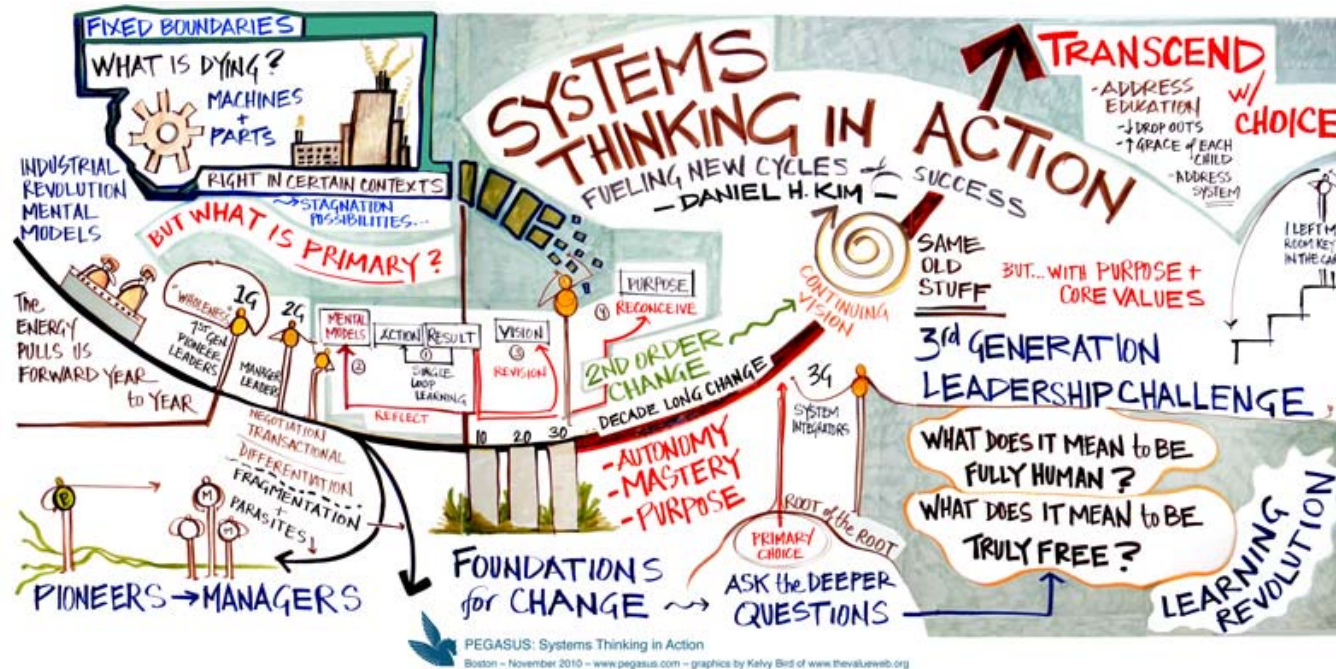 FIXED BOUNDARIES
WHAT IS DYING?
MACHINES
+
PARTS
RIGHT IN CERTAIN CONTEXTS
→ STAGNATION
POSSIBILITIES...
INDUSTRIAL
REVOLUTION
MENTAL
MODELS
BUT WHAT IS PRIMARY?
The
ENERGY
PULLS US
FORWARD YEAR
to YEAR
"WHOLENESS"
1G
1ST GEN
PIONEER
LEADERS
2G
MANAGER
LEADERS
MENTAL
MODELS
②
REFLECT
ACTION
RESULT
①
SINGLE
LOOP
LEARNING
VISION
③
REVISION
PURPOSE
④ RECONCEIVE
10 20 30
2ND ORDER
CHANGE
DECADE LONG CHANGE
SYSTEMS
THINKING IN ACTION
FUELING NEW CYCLES of SUCCESS
— DANIEL H. KIM —
CONTINUING
VISION
SAME
OLD
STUFF
BUT... WITH PURPOSE +
CORE VALUES
TRANSCEND
w/
CHOICE
- ADDRESS
EDUCATION
- ↓ DROP OUTS
- ↑ GRACE of EACH
CHILD
- ADDRESS
SYSTEM
I LEFT M
ROOM KEY
IN THE CAR
3rd GENERATION
LEADERSHIP CHALLENGE
3G
SYSTEM
INTEGRATORS
NEGOTIATION
TRANSACTIONAL
DIFFERENTIATION
FRAGMENTATION
+
PARASITES ↓
P
M
M
PIONEERS → MANAGERS
- AUTONOMY
- MASTERY
- PURPOSE
FOUNDATIONS
for CHANGE
PRIMARY
CHOICE
ROOT of the ROOT
ASK the DEEPER
QUESTIONS
WHAT DOES IT MEAN to BE
FULLY HUMAN?
WHAT DOES IT MEAN to BE
TRULY FREE?
LEARNING
REVOLUTION
PEGASUS: Systems Thinking in Action
Boston – November 2010 – www.pegasus.com – graphics by Kelvy Bird of www.thevalueweb.org